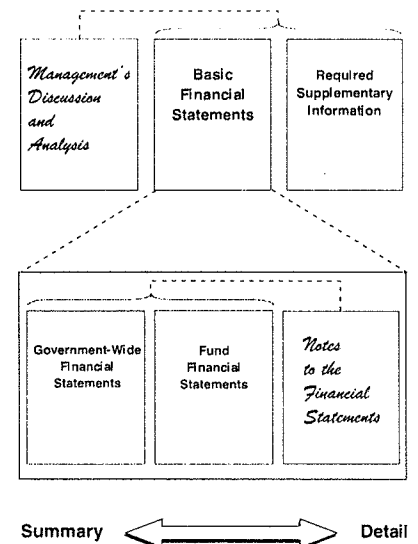 Management's
Discussion
and
Analysis
Basic
Financial
Statements
Required
Supplementary
Information
Government-Wide
Financial
Statements
Fund
Financial
Statements
Notes
to the
Financial
Statements
Summary
Detail